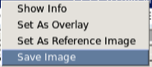 Show Info
Set As Overlay
Set As Reference Image
Save Image